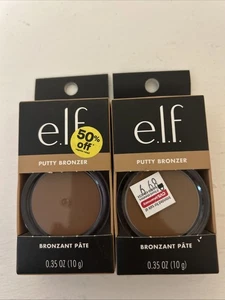 e.l.f.
50%
off*
PUTTY BRONZER
BRONZANT PÂTE
0.35 OZ (10 g)
e.l.f.
PUTTY BRONZER
BRONZANT PÂTE
0.35 OZ (10 g)